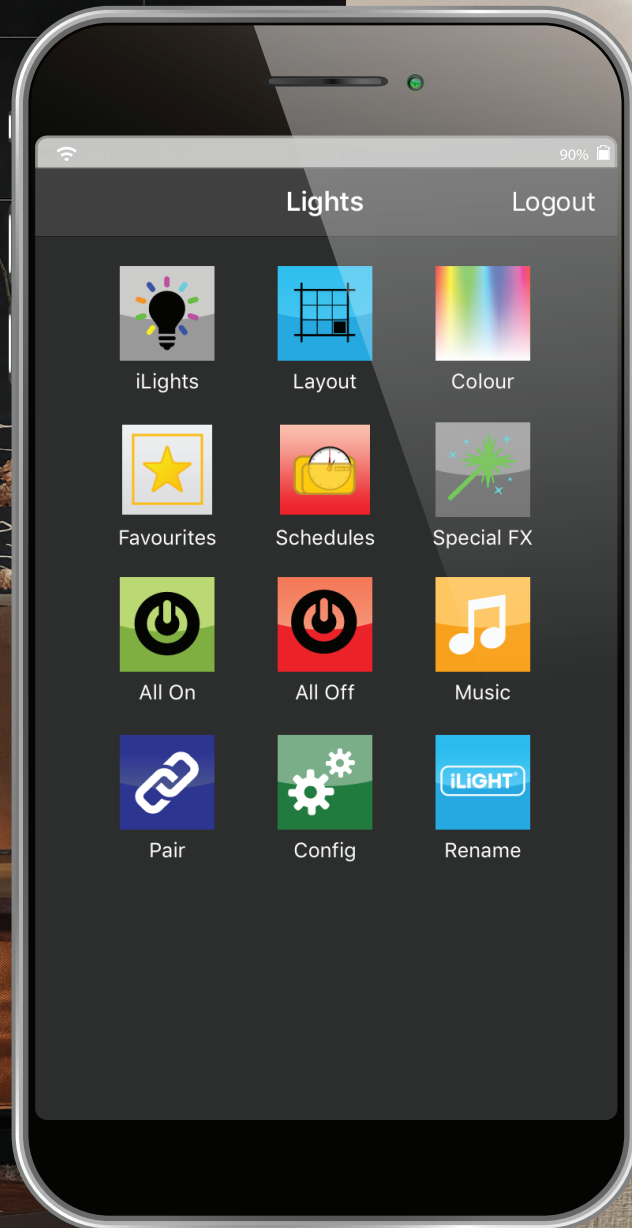 90%
Lights Logout
iLights Layout Colour
Favourites Schedules Special FX
All On All Off Music
iLiGHT®
Pair Config Rename